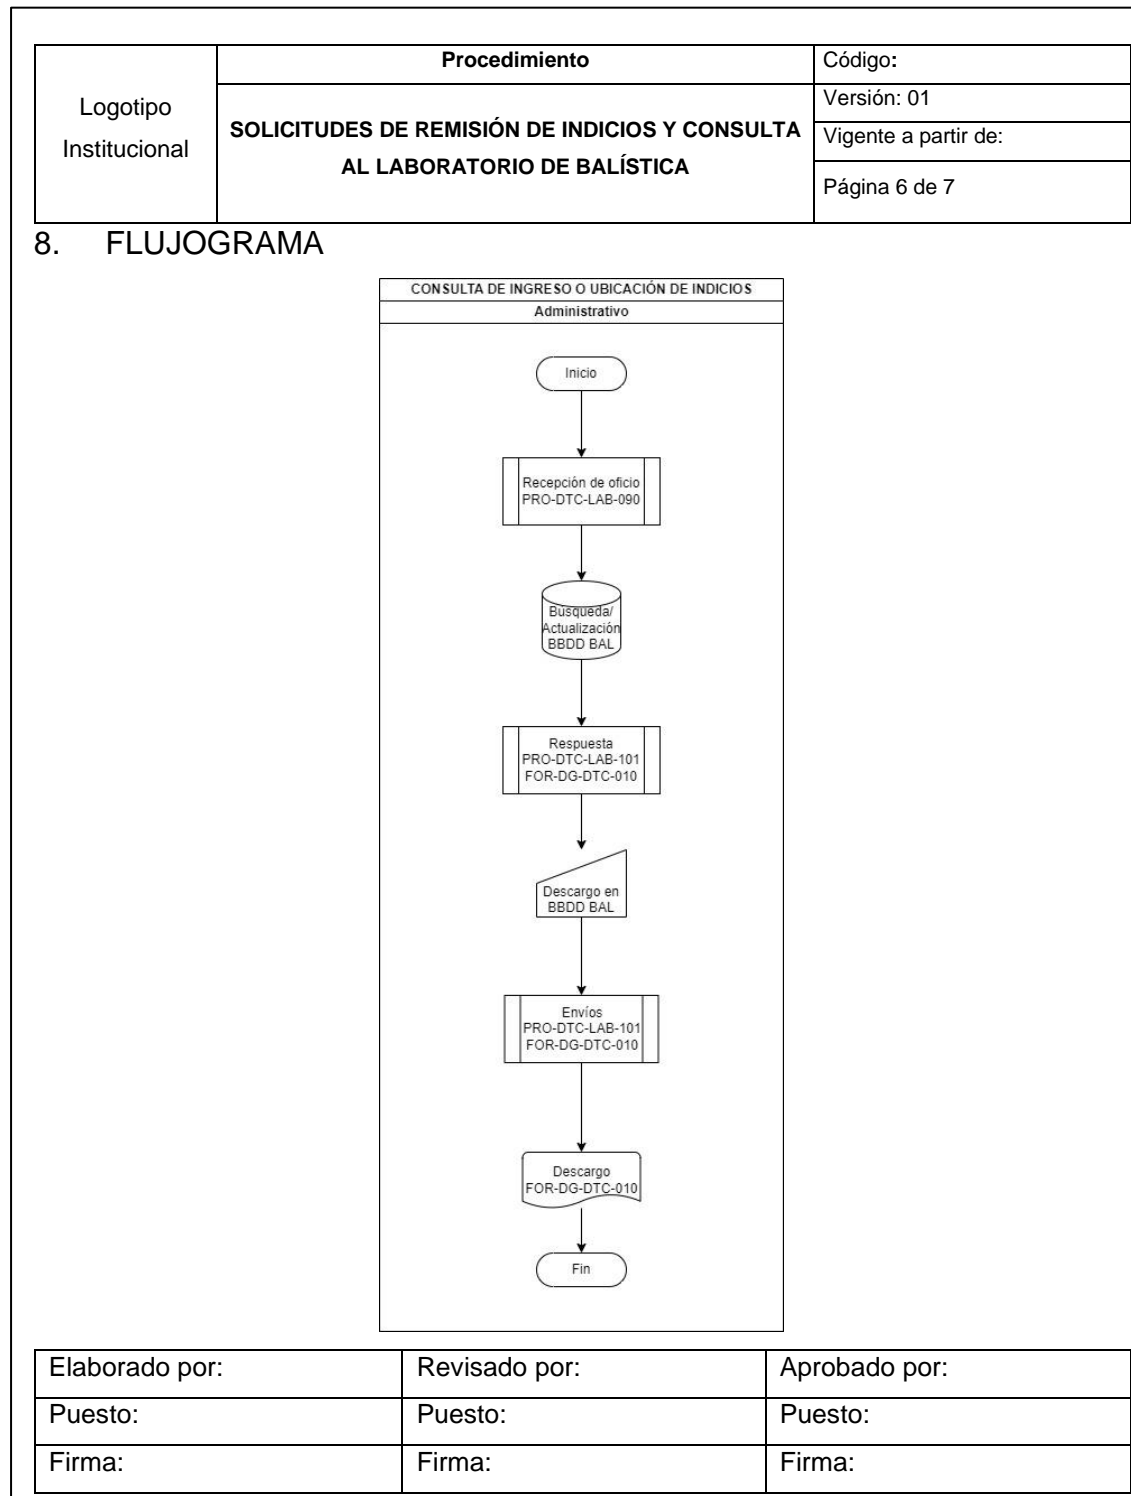 Logotipo
Institucional
Procedimiento
SOLICITUDES DE REMISIÓN DE INDICIOS Y CONSULTA
AL LABORATORIO DE BALÍSTICA
Código:
Versión: 01
Vigente a partir de:
Página 6 de 7
8. FLUJOGRAMA
CONSULTA DE INGRESO O UBICACIÓN DE INDICIOS
Administrativo
Inicio
Recepción de oficio
PRO-DTC-LAB-090
Búsqueda/
Actualización
BBDD BAL
Respuesta
PRO-DTC-LAB-101
FOR-DG-DTC-010
Descargo en
BBDD BAL
Envíos
PRO-DTC-LAB-101
FOR-DG-DTC-010
Descargo
FOR-DG-DTC-010
Fin
Elaborado por:
Revisado por:
Aprobado por:
Puesto:
Puesto:
Puesto:
Firma:
Firma:
Firma: